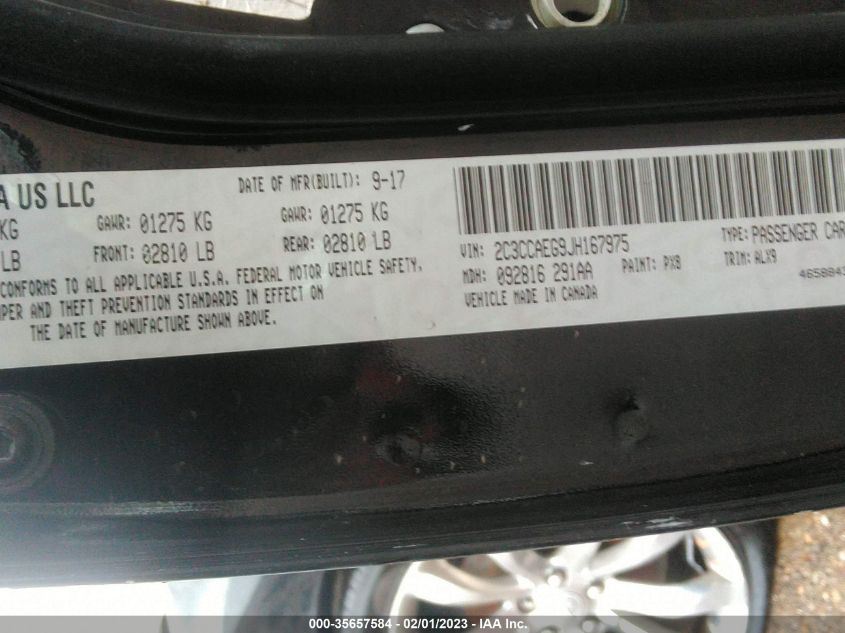 A US LLC
DATE OF MFR(BUILT): 9-17
KG GAWR: 01275 KG GAWR: 01275 KG
LB FRONT: 02810 LB REAR: 02810 LB
CONFORMS TO ALL APPLICABLE U.S.A. FEDERAL MOTOR VEHICLE SAFETY,
PER AND THEFT PREVENTION STANDARDS IN EFFECT ON
THE DATE OF MANUFACTURE SHOWN ABOVE.
VIN: 2C3CCAEG9JH167975 TYPE: PASSENGER CAR
MDH: 092816 291AA PAINT: PX8 TRIM: ALX9
VEHICLE MADE IN CANADA
000-35657584 - 02/01/2023 - IAA Inc.